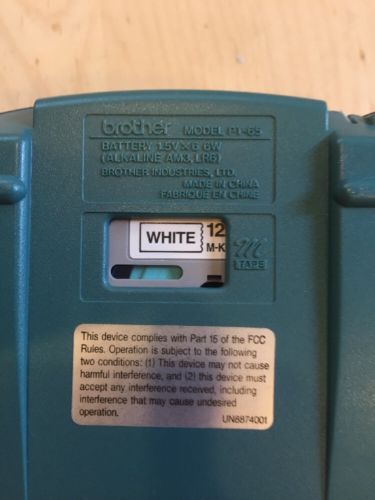 brother MODEL PT-65
BATTERY 1.5V X 6 6W
(ALKALINE AM3, LR6)
BROTHER INDUSTRIES, LTD.
MADE IN CHINA
FABRIQUE EN CHINE
WHITE
12
M-K
M
TAPE
This device complies with Part 15 of the FCC
Rules. Operation is subject to the following
two conditions: (1) This device may not cause
harmful interference, and (2) this device must
accept any interference received, including
interference that may cause undesired
operation.
UN8874001